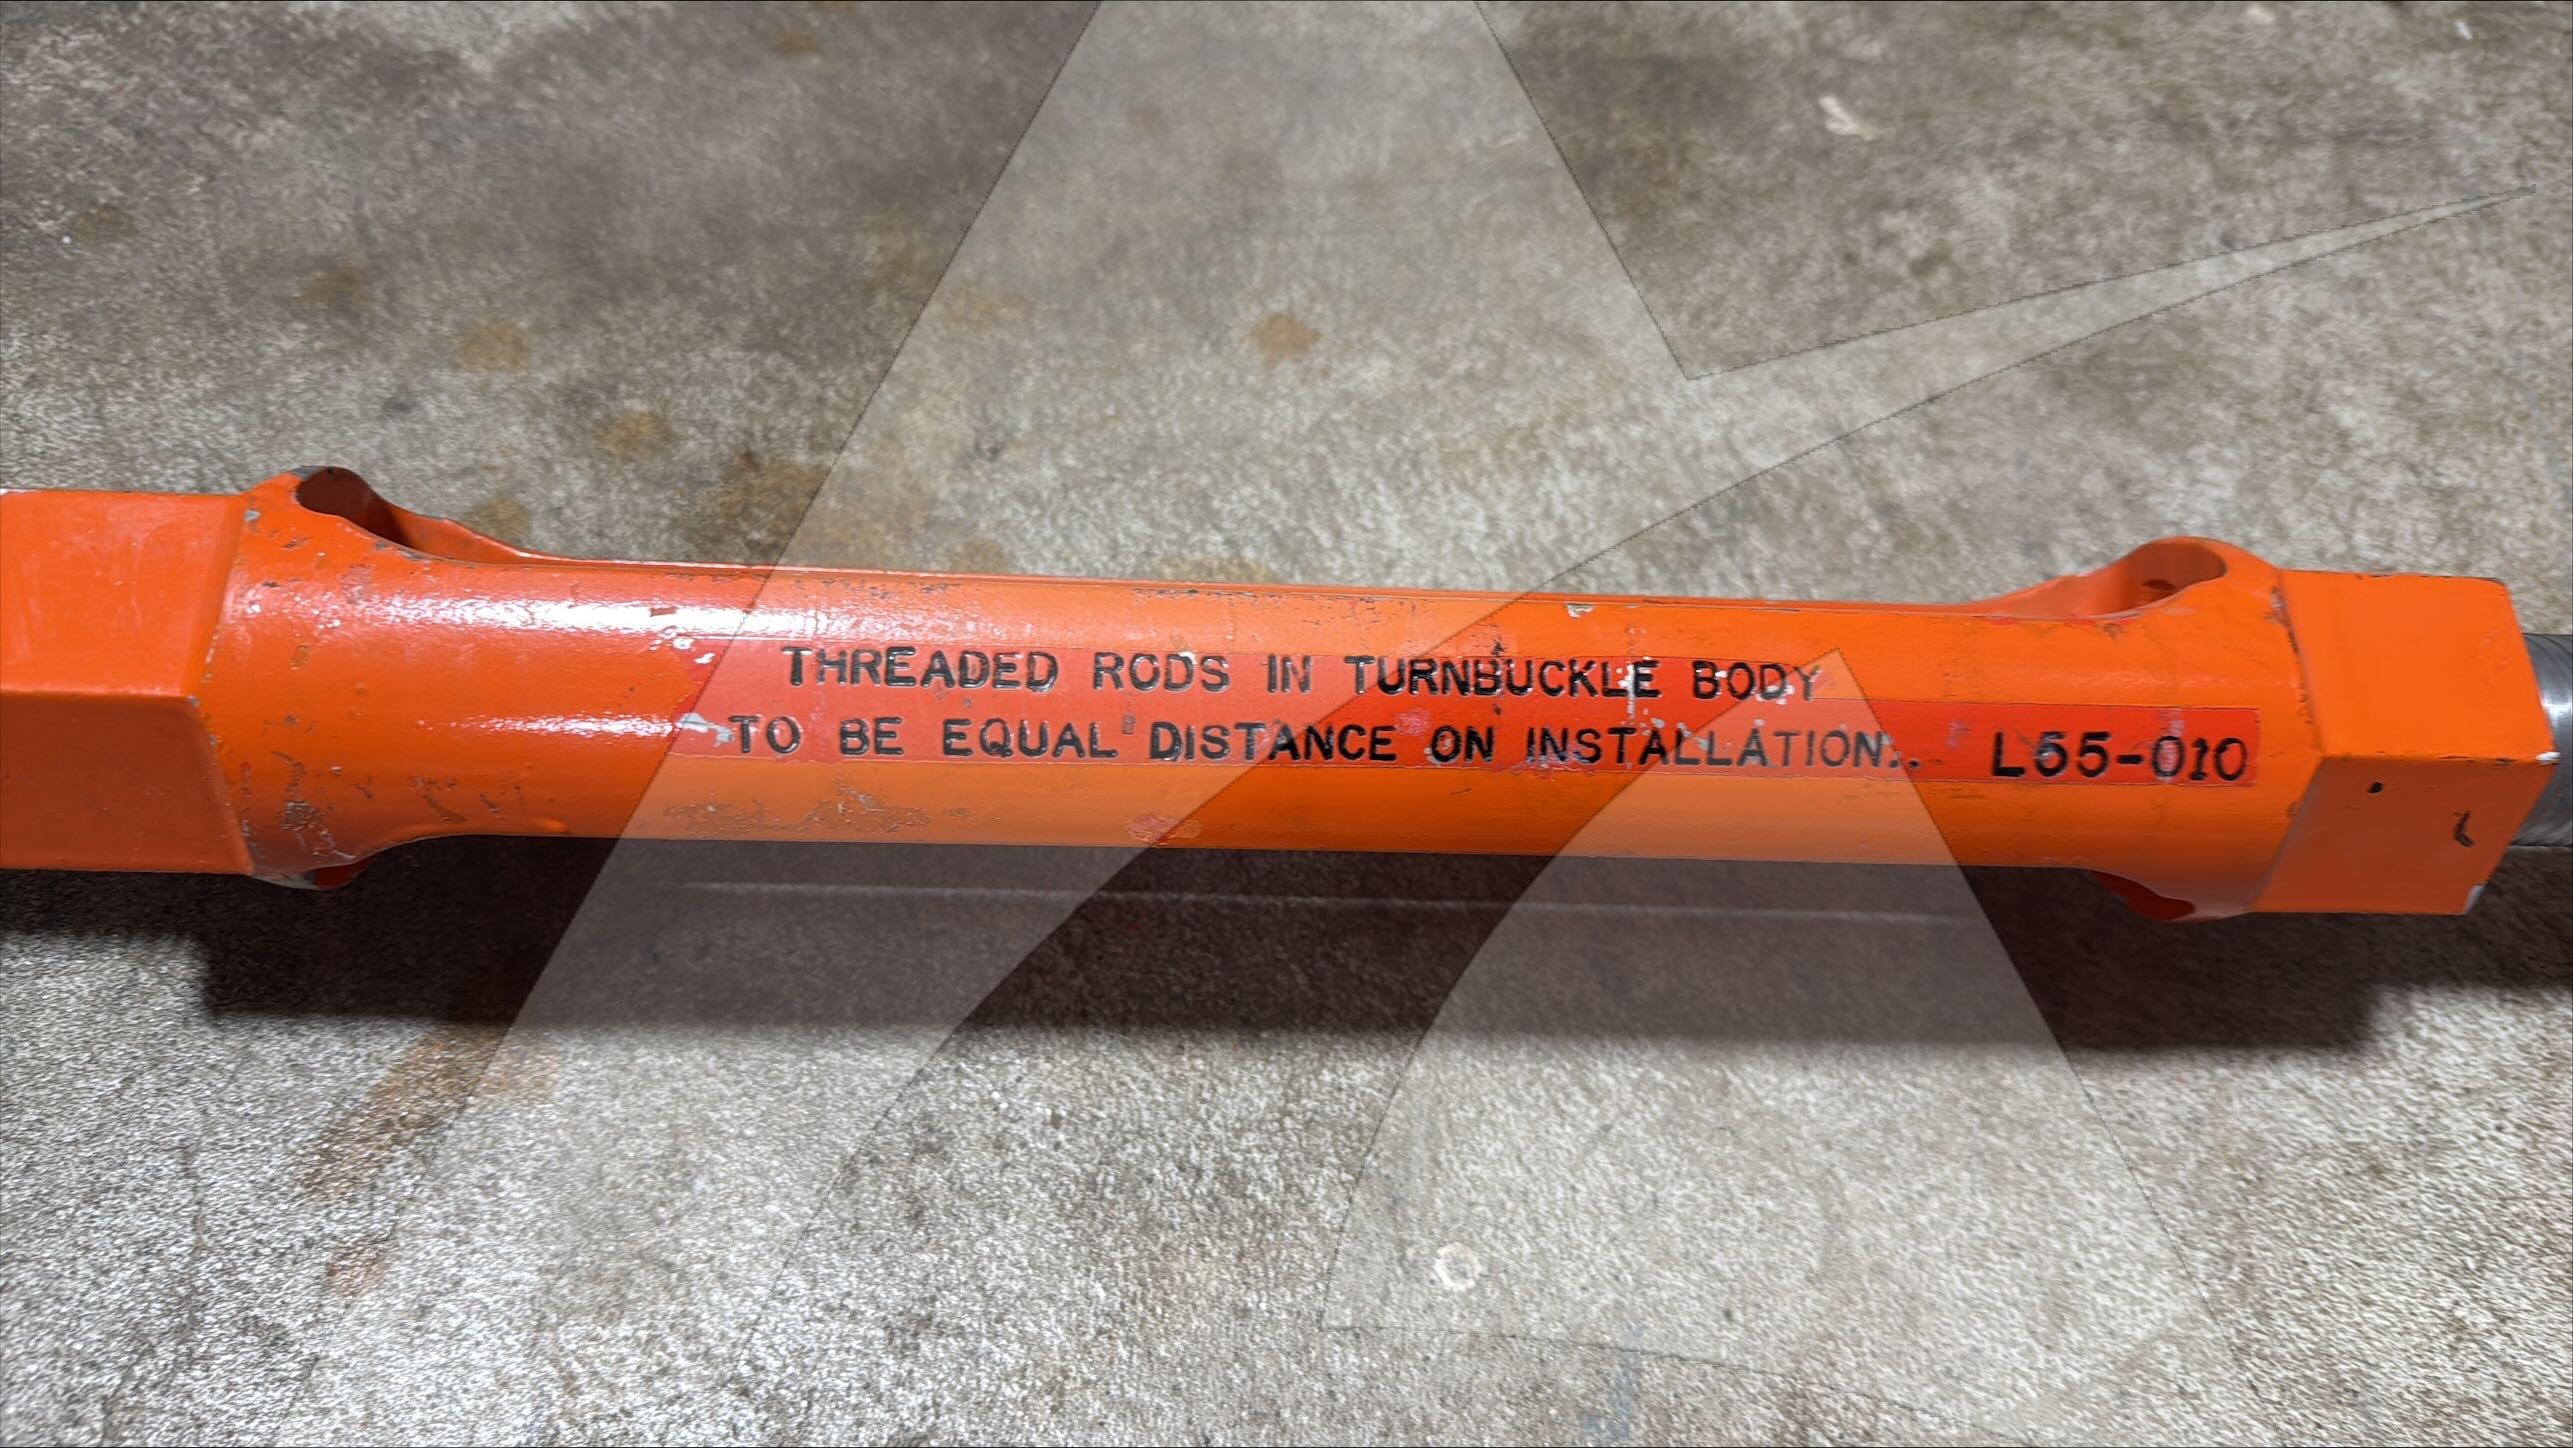 THREADED RODS IN TURNBUCKLE BODY
TO BE EQUAL DISTANCE ON INSTALLATION.. L55-010